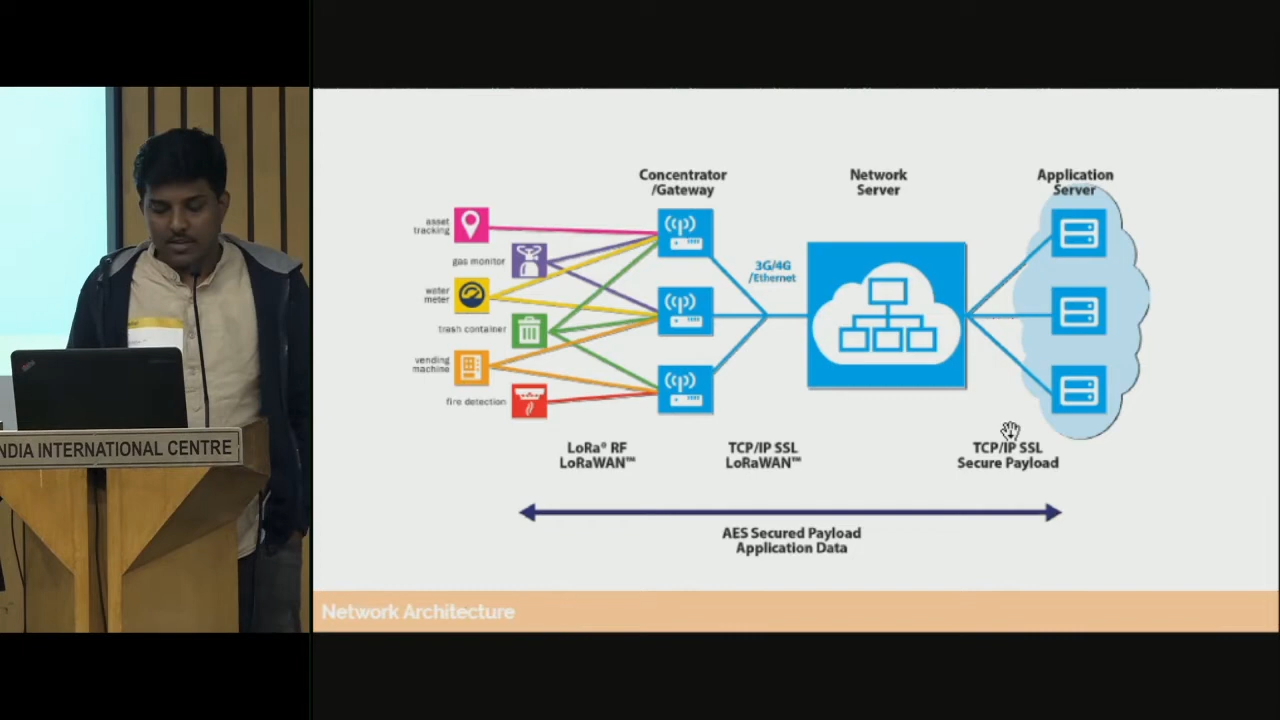 NDIA INTERNATIONAL CENTRE
Concentrator
/Gateway
Network
Server
Application
Server
asset
tracking
gas monitor
water
meter
trash container
vending
machine
fire detection
3G/4G
/Ethernet
LoRa® RF
LoRaWAN™
TCP/IP SSL
LoRaWAN™
TCP/IP SSL
Secure Payload
AES Secured Payload
Application Data
Network Architecture